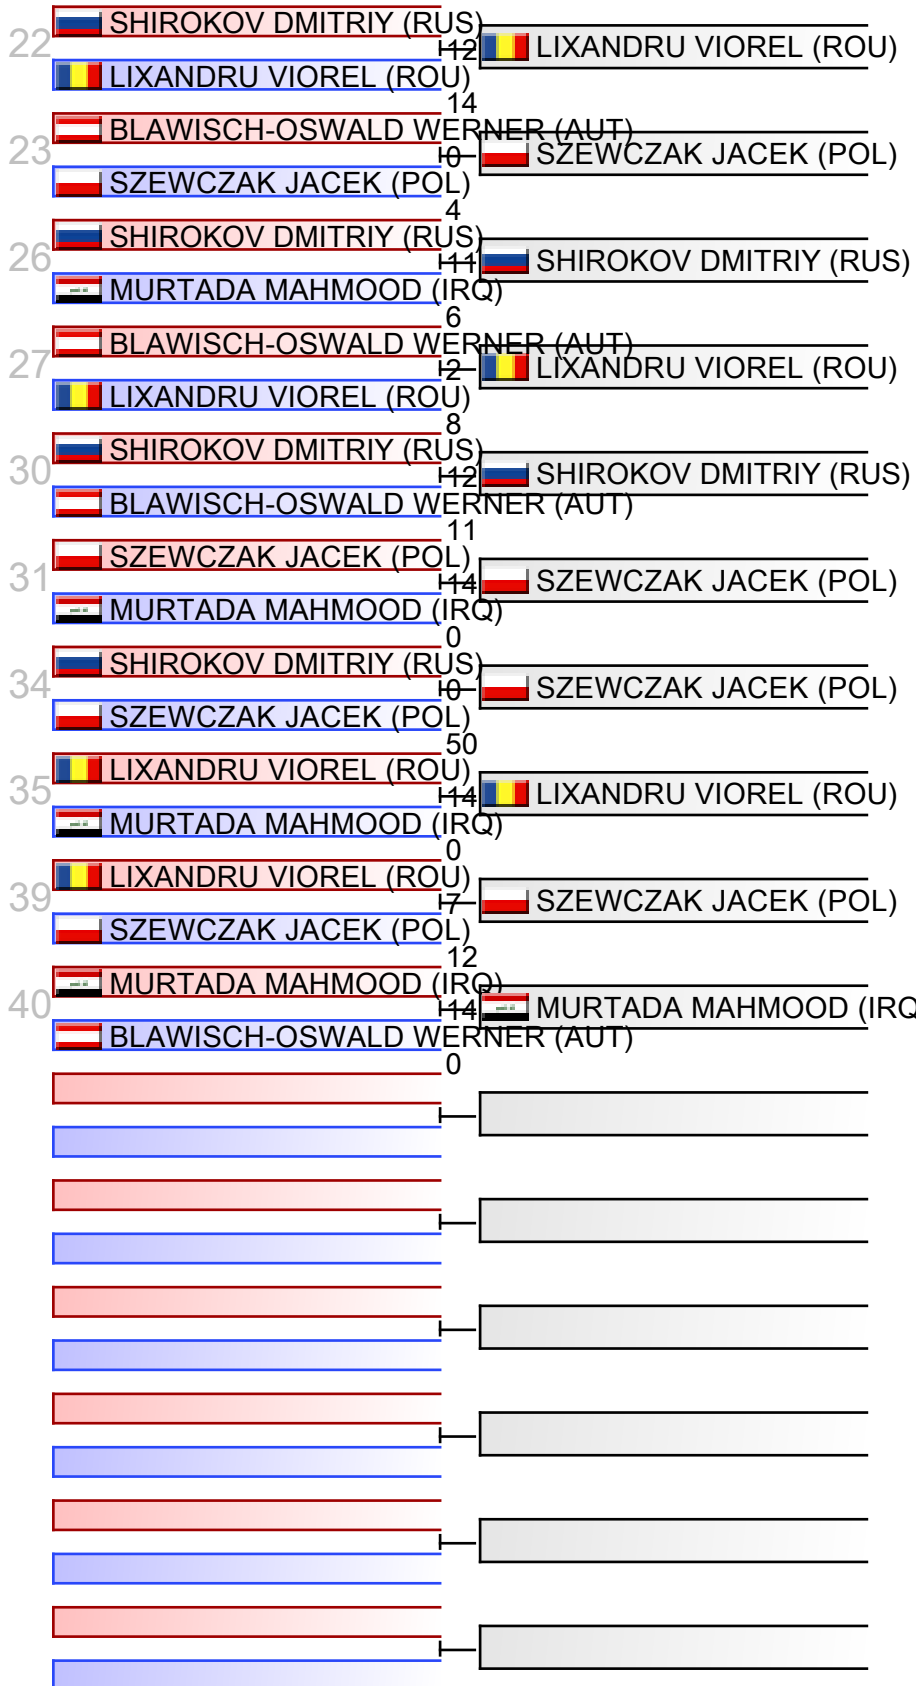 SHIROKOV DMITRIY (RUS)
22 12 LIXANDRU VIOREL (ROU)
LIXANDRU VIOREL (ROU)
14
BLAWISCH-OSWALD WERNER (AUT)
23 0 SZEWCZAK JACEK (POL)
SZEWCZAK JACEK (POL)
4
SHIROKOV DMITRIY (RUS)
26 11 SHIROKOV DMITRIY (RUS)
MURTADA MAHMOOD (IRQ)
6
BLAWISCH-OSWALD WERNER (AUT)
27 2 LIXANDRU VIOREL (ROU)
LIXANDRU VIOREL (ROU)
8
SHIROKOV DMITRIY (RUS)
30 12 SHIROKOV DMITRIY (RUS)
BLAWISCH-OSWALD WERNER (AUT)
11
SZEWCZAK JACEK (POL)
31 14 SZEWCZAK JACEK (POL)
MURTADA MAHMOOD (IRQ)
0
SHIROKOV DMITRIY (RUS)
34 0 SZEWCZAK JACEK (POL)
SZEWCZAK JACEK (POL)
50
LIXANDRU VIOREL (ROU)
35 14 LIXANDRU VIOREL (ROU)
MURTADA MAHMOOD (IRQ)
0
LIXANDRU VIOREL (ROU)
39 7 SZEWCZAK JACEK (POL)
SZEWCZAK JACEK (POL)
12
MURTADA MAHMOOD (IRQ)
40 14 MURTADA MAHMOOD (IRQ
BLAWISCH-OSWALD WERNER (AUT)
0